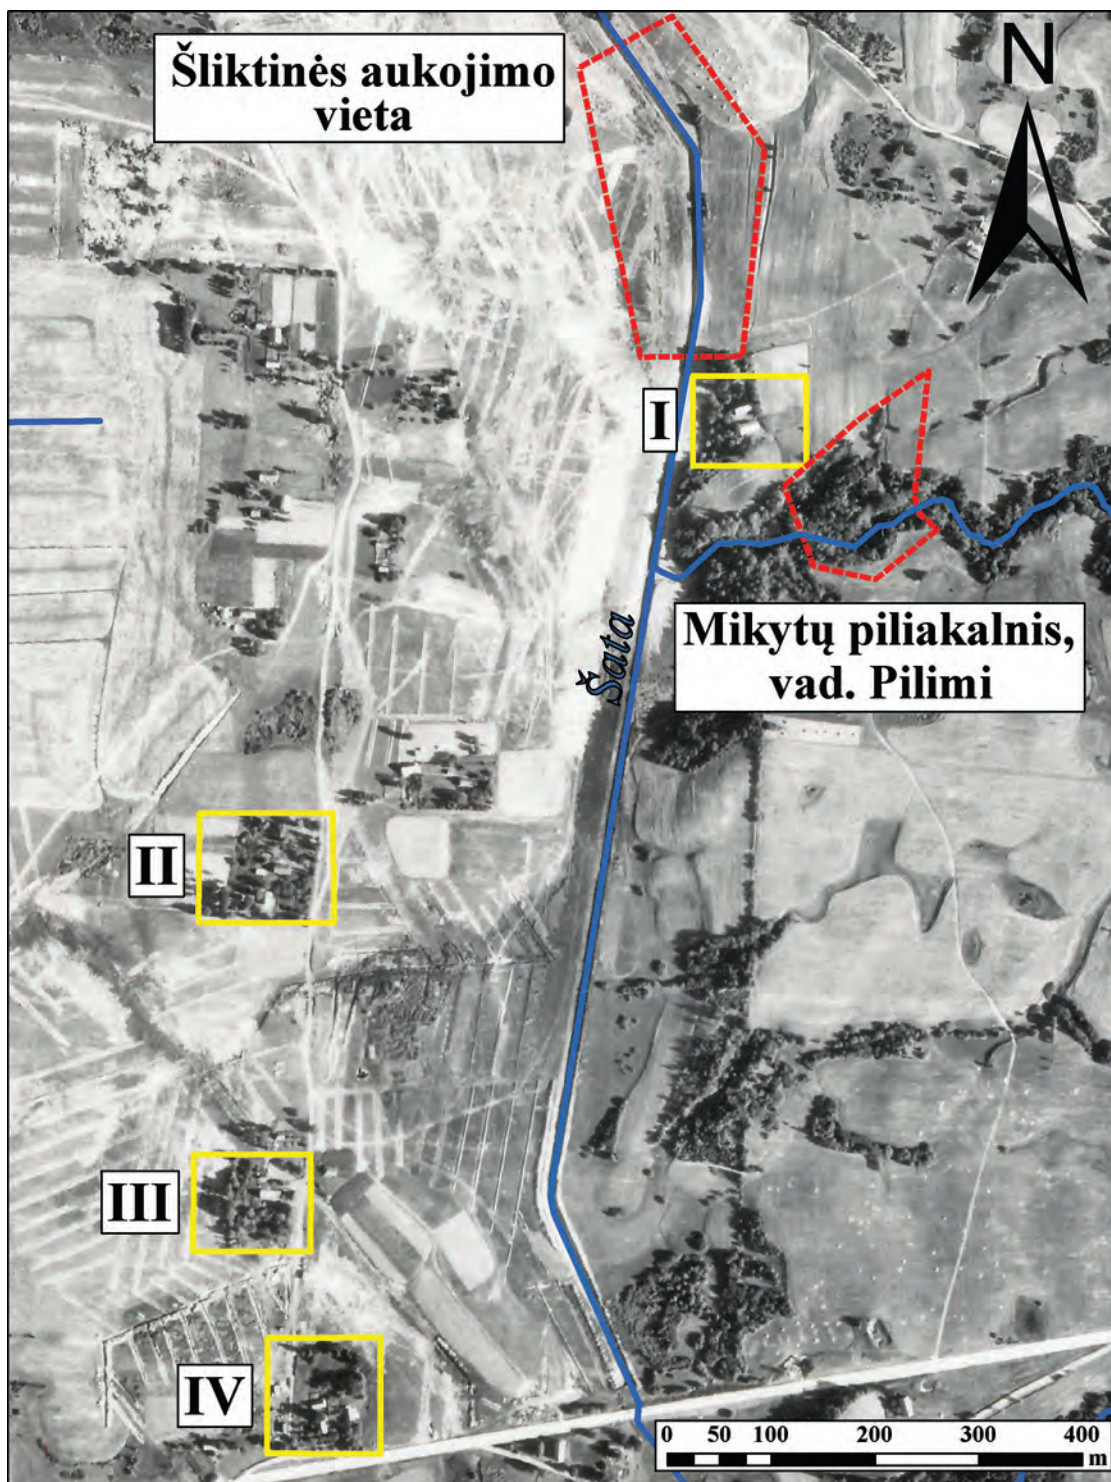 Šliktinės aukojimo
vieta
N
I
Šata
Mikytų piliakalnis,
vad. Pilimi
II
III
IV
0 50 100 200 300 400
m